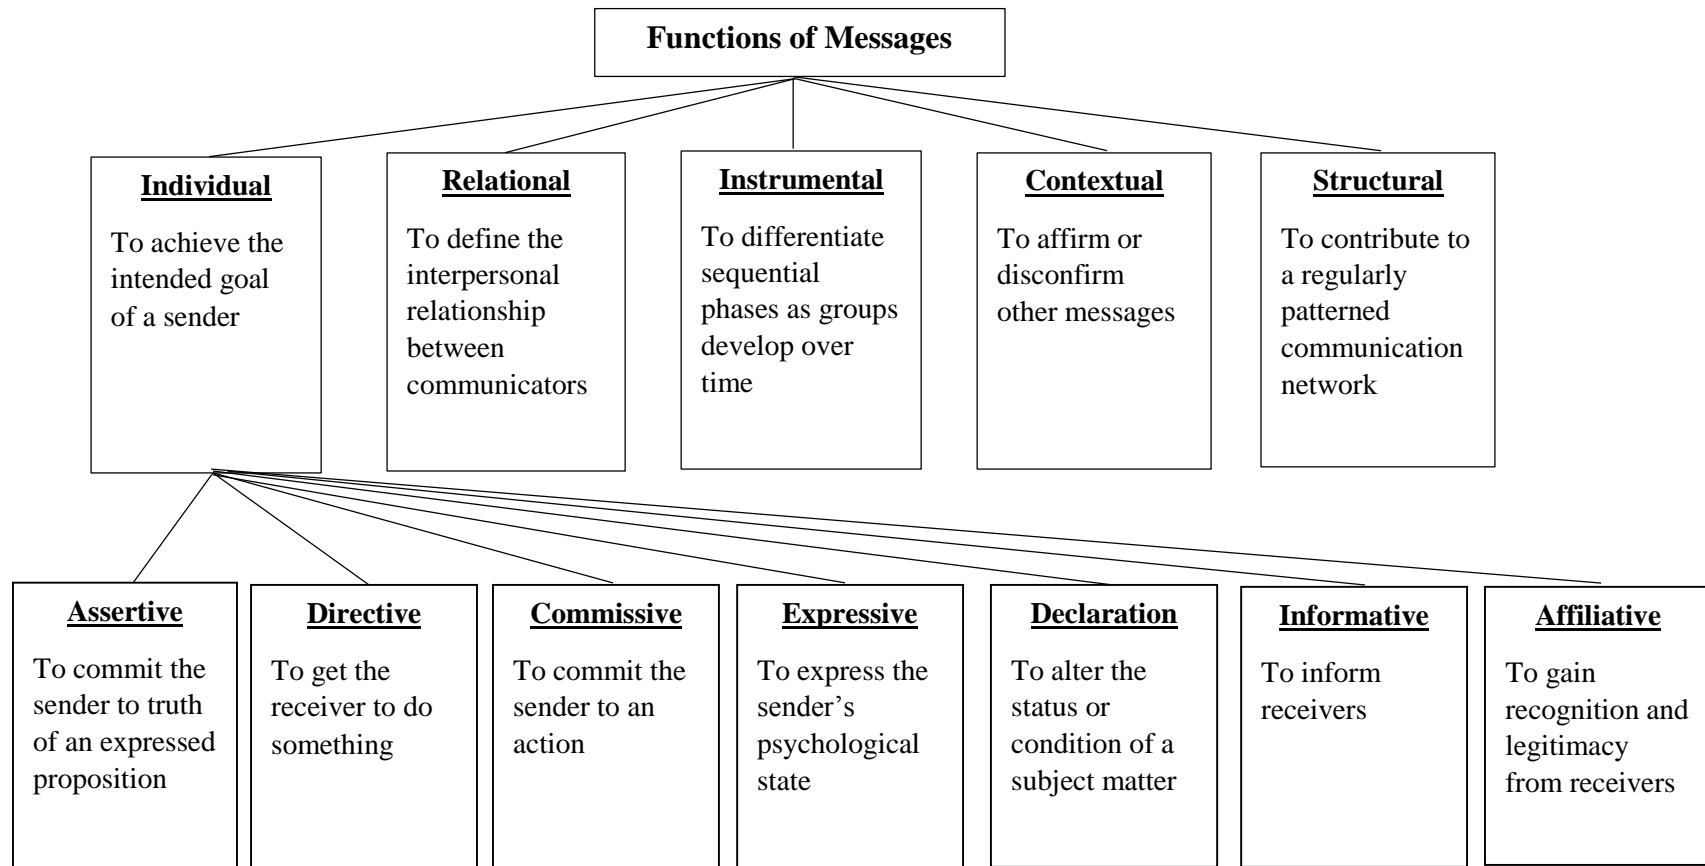 Functions of Messages
Individual
To achieve the
intended goal
of a sender
Relational
To define the
interpersonal
relationship
between
communicators
Instrumental
To differentiate
sequential
phases as groups
develop over
time
Contextual
To affirm or
disconfirm
other messages
Structural
To contribute to
a regularly
patterned
communication
network
Assertive
To commit the
sender to truth
of an expressed
proposition
Directive
To get the
receiver to do
something
Commissive
To commit the
sender to an
action
Expressive
To express the
sender’s
psychological
state
Declaration
To alter the
status or
condition of a
subject matter
Informative
To inform
receivers
Affiliative
To gain
recognition and
legitimacy
from receivers